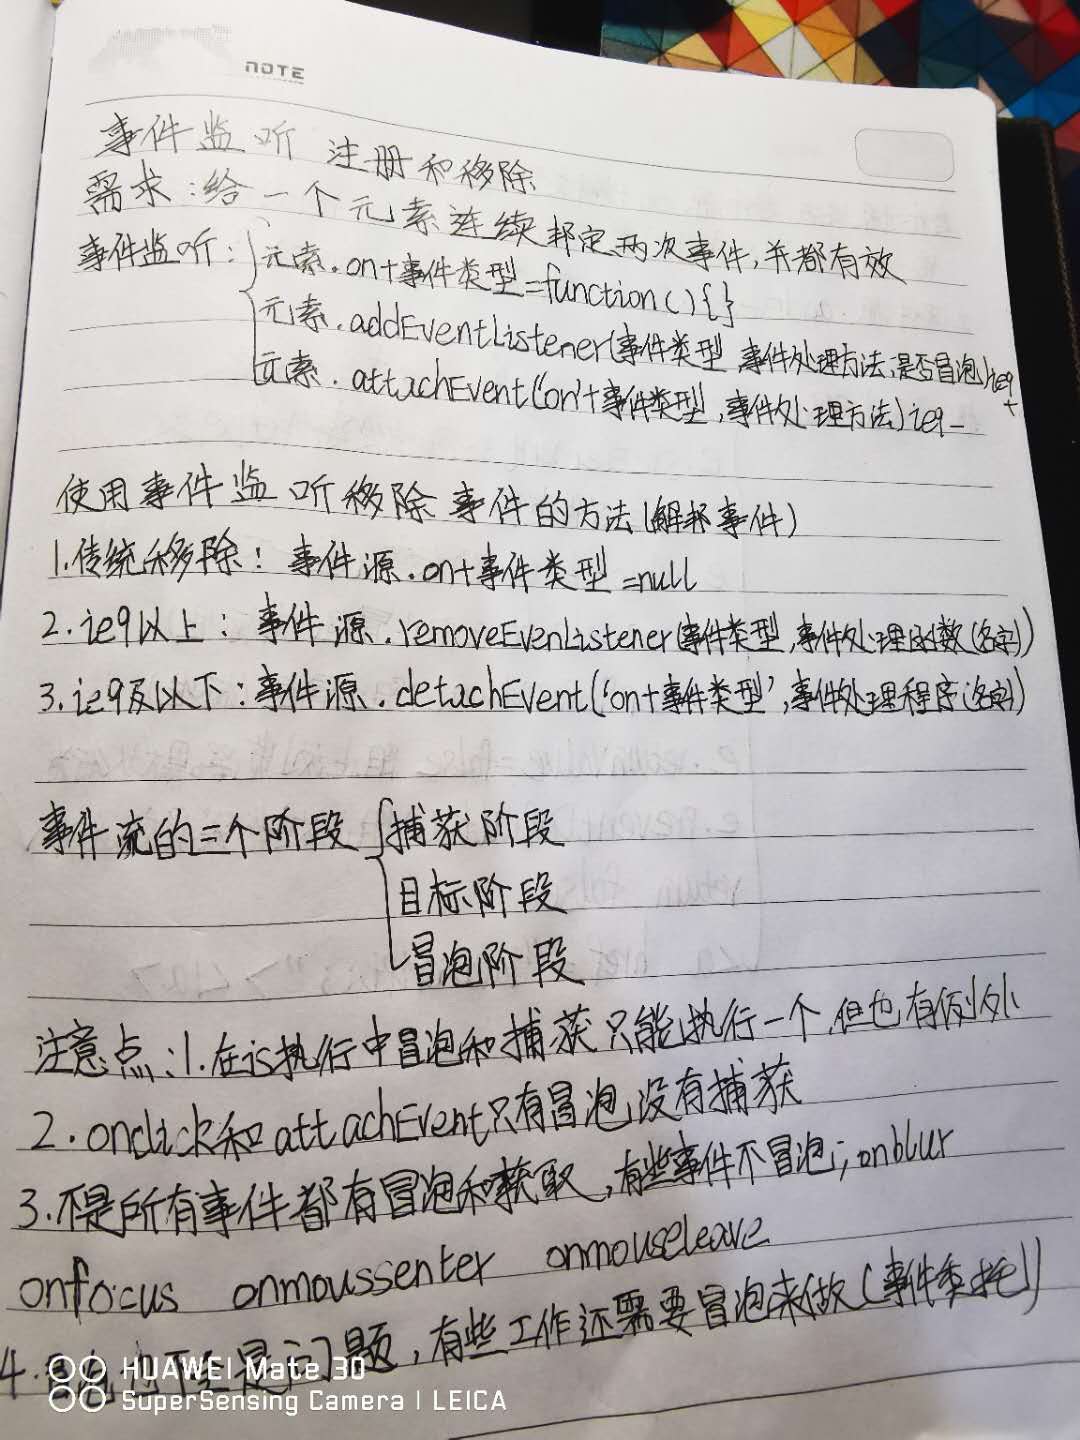 NOTE
事件监听 注册和移除
需求:给一个元素连续绑定两次事件,并都有效
事件监听: 元素.on+事件类型=function(){}
元素.addEventListener(事件类型,事件处理方法,是否冒泡)ie9+
元素.attachEvent('on'+事件类型,事件处理方法)ie9-
使用事件监听移除事件的方法(解绑事件)
1.传统移除:事件源.on+事件类型=null
2.ie9以上:事件源.removeEvenListener(事件类型,事件处理函数(名字))
3.ie9及以下:事件源.detachEvent('on+事件类型',事件处理程序(名字)
事件流的三个阶段 捕获阶段
目标阶段
冒泡阶段
注意点:1.在js执行中冒泡和捕获只能执行一个,但也有例外
2.onclick和attachEvent只有冒泡,没有捕获
3.不是所有事件都有冒泡和获取,有些事件不冒泡;onblur
onfocus onmoussenter onmouseleave
4.是问题,有些工作还需要冒泡来做(事件委托)
HUAWEI Mate 30
SuperSensing Camera | LEICA